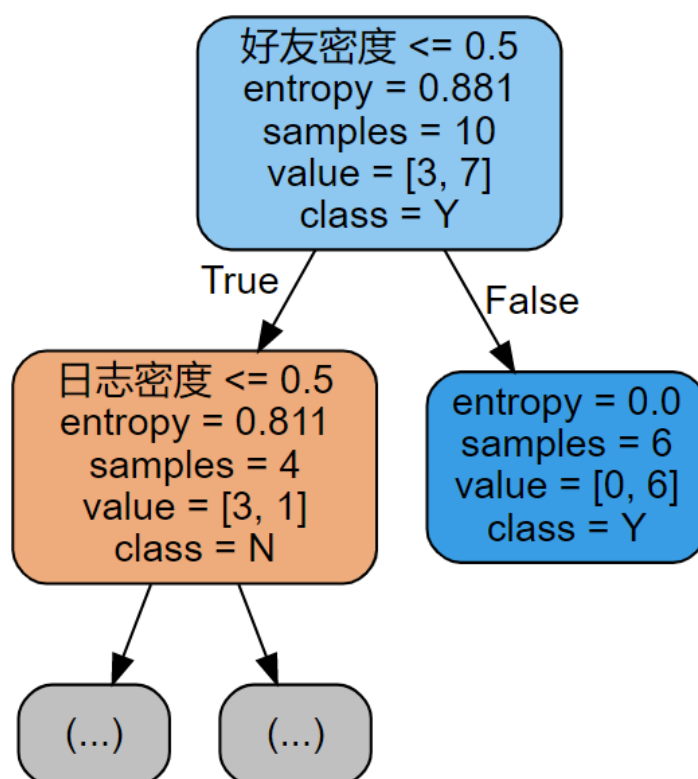 好友密度 <= 0.5
entropy = 0.881
samples = 10
value = [3, 7]
class = Y
True
False
日志密度 <= 0.5
entropy = 0.811
samples = 4
value = [3, 1]
class = N
entropy = 0.0
samples = 6
value = [0, 6]
class = Y
(...)
(...)